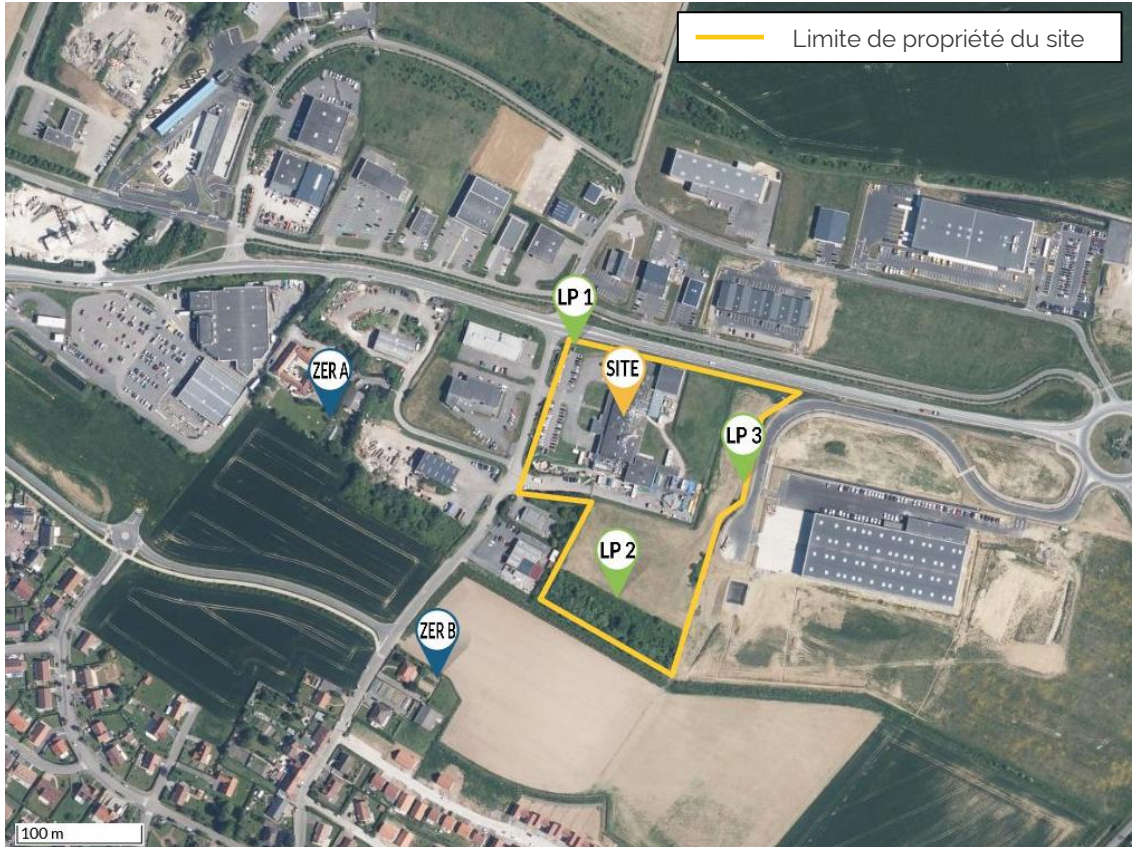 Limite de propriété du site
LP 1
SITE
ZER A
LP 3
LP 2
ZER B
100 m